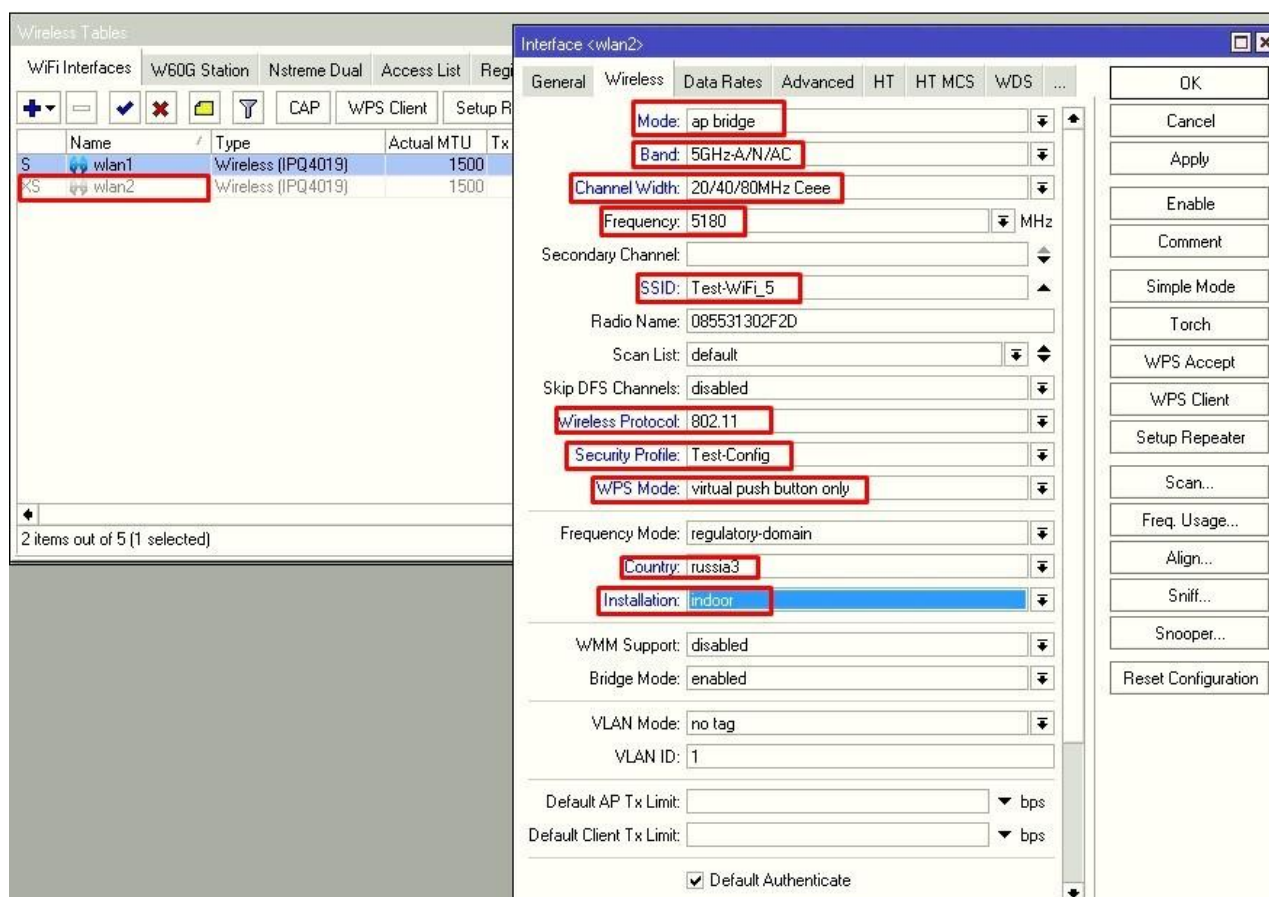 Wireless Tables
WiFi Interfaces W60G Station Nstreme Dual Access List Regi
CAP WPS Client Setup R
Name / Type Actual MTU Tx
S wlan1 Wireless (IPQ4019) 1500
XS wlan2 Wireless (IPQ4019) 1500
2 items out of 5 (1 selected)
Interface <wlan2>
General Wireless Data Rates Advanced HT HT MCS WDS ...
Mode: ap bridge
Band: 5GHz-A/N/AC
Channel Width: 20/40/80MHz Ceee
Frequency: 5180 MHz
Secondary Channel:
SSID: Test-WiFi_5
Radio Name: 085531302F2D
Scan List: default
Skip DFS Channels: disabled
Wireless Protocol: 802.11
Security Profile: Test-Config
WPS Mode: virtual push button only
Frequency Mode: regulatory-domain
Country: russia3
Installation: indoor
WMM Support: disabled
Bridge Mode: enabled
VLAN Mode: no tag
VLAN ID: 1
Default AP Tx Limit: bps
Default Client Tx Limit: bps
Default Authenticate
OK
Cancel
Apply
Enable
Comment
Simple Mode
Torch
WPS Accept
WPS Client
Setup Repeater
Scan...
Freq. Usage...
Align...
Sniff...
Snooper...
Reset Configuration